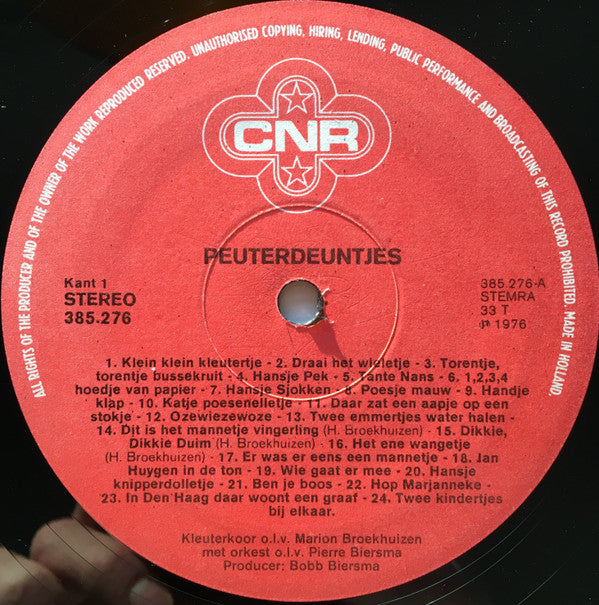 ALL RIGHTS OF THE PRODUCER AND OF THE OWNER OF THE WORK REPRODUCED RESERVED. UNAUTHORISED COPYING, HIRING, LENDING, PUBLIC PERFORMANCE AND BROADCASTING OF THIS RECORD PROHIBITED. MADE IN HOLLAND.
CNR
PEUTERDEUNTJES
Kant 1
STEREO
385.276
385.276-A
STEMRA
33 T
℗ 1976
1. Klein klein kleutertje - 2. Draai het wieletje - 3. Torentje,
torentje bussekruit - 4. Hansje Pek - 5. Tante Nans - 6. 1,2,3,4
hoedje van papier - 7. Hansje Sjokken - 8. Poesje mauw - 9. Handje
klap - 10. Katje poesenelletje - 11. Daar zat een aapje op een
stokje - 12. Ozewiezewoze - 13. Twee emmertjes water halen -
14. Dit is het mannetje vingerling (H. Broekhuizen) - 15. Dikkie,
Dikkie Duim (H. Broekhuizen) - 16. Het ene wangetje
(H. Broekhuizen) - 17. Er was er eens een mannetje - 18. Jan
Huygen in de ton - 19. Wie gaat er mee - 20. Hansje
knipperdolletje - 21. Ben je boos - 22. Hop Marjanneke -
23. In Den Haag daar woont een graaf - 24. Twee kindertjes
bij elkaar.
Kleuterkoor o.l.v. Marion Broekhuizen
met orkest o.l.v. Pierre Biersma
Producer: Bobb Biersma